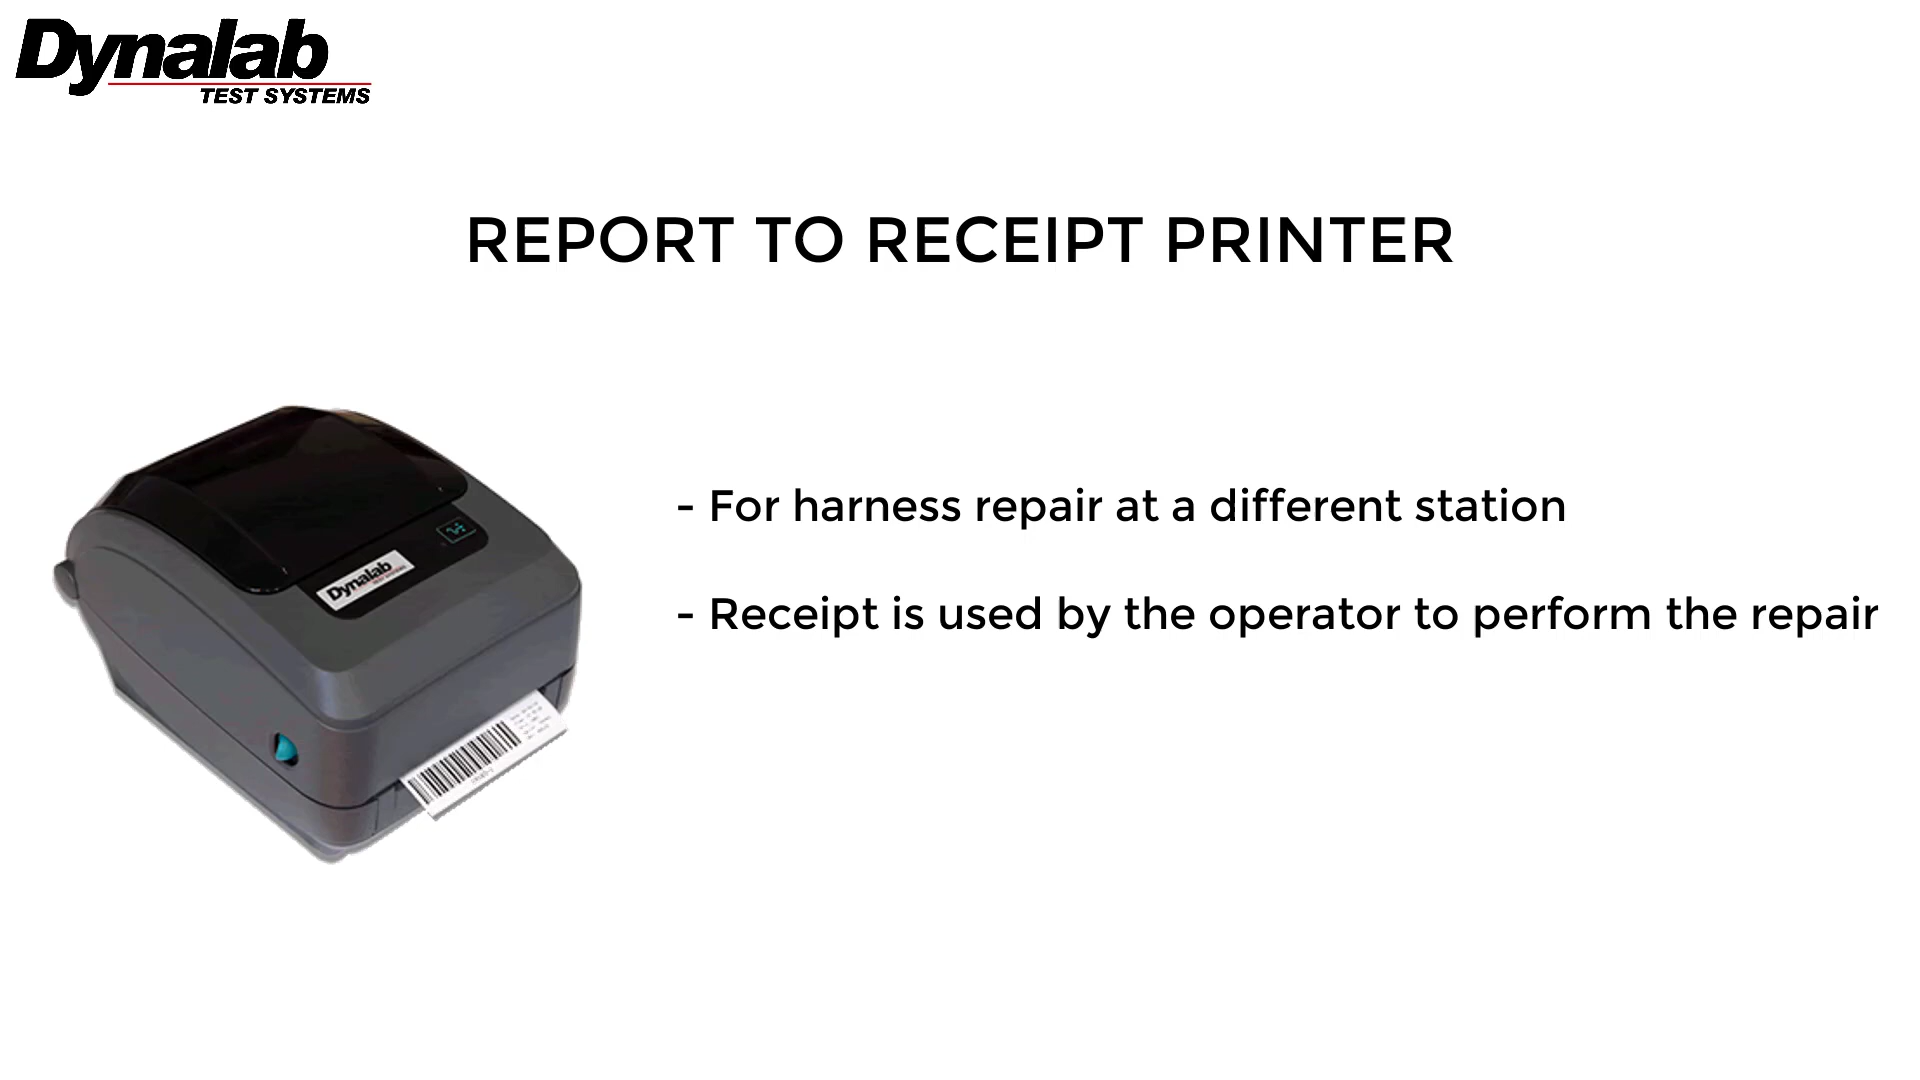 Dynalab
TEST SYSTEMS
REPORT TO RECEIPT PRINTER
- For harness repair at a different station
- Receipt is used by the operator to perform the repair
Dynalab